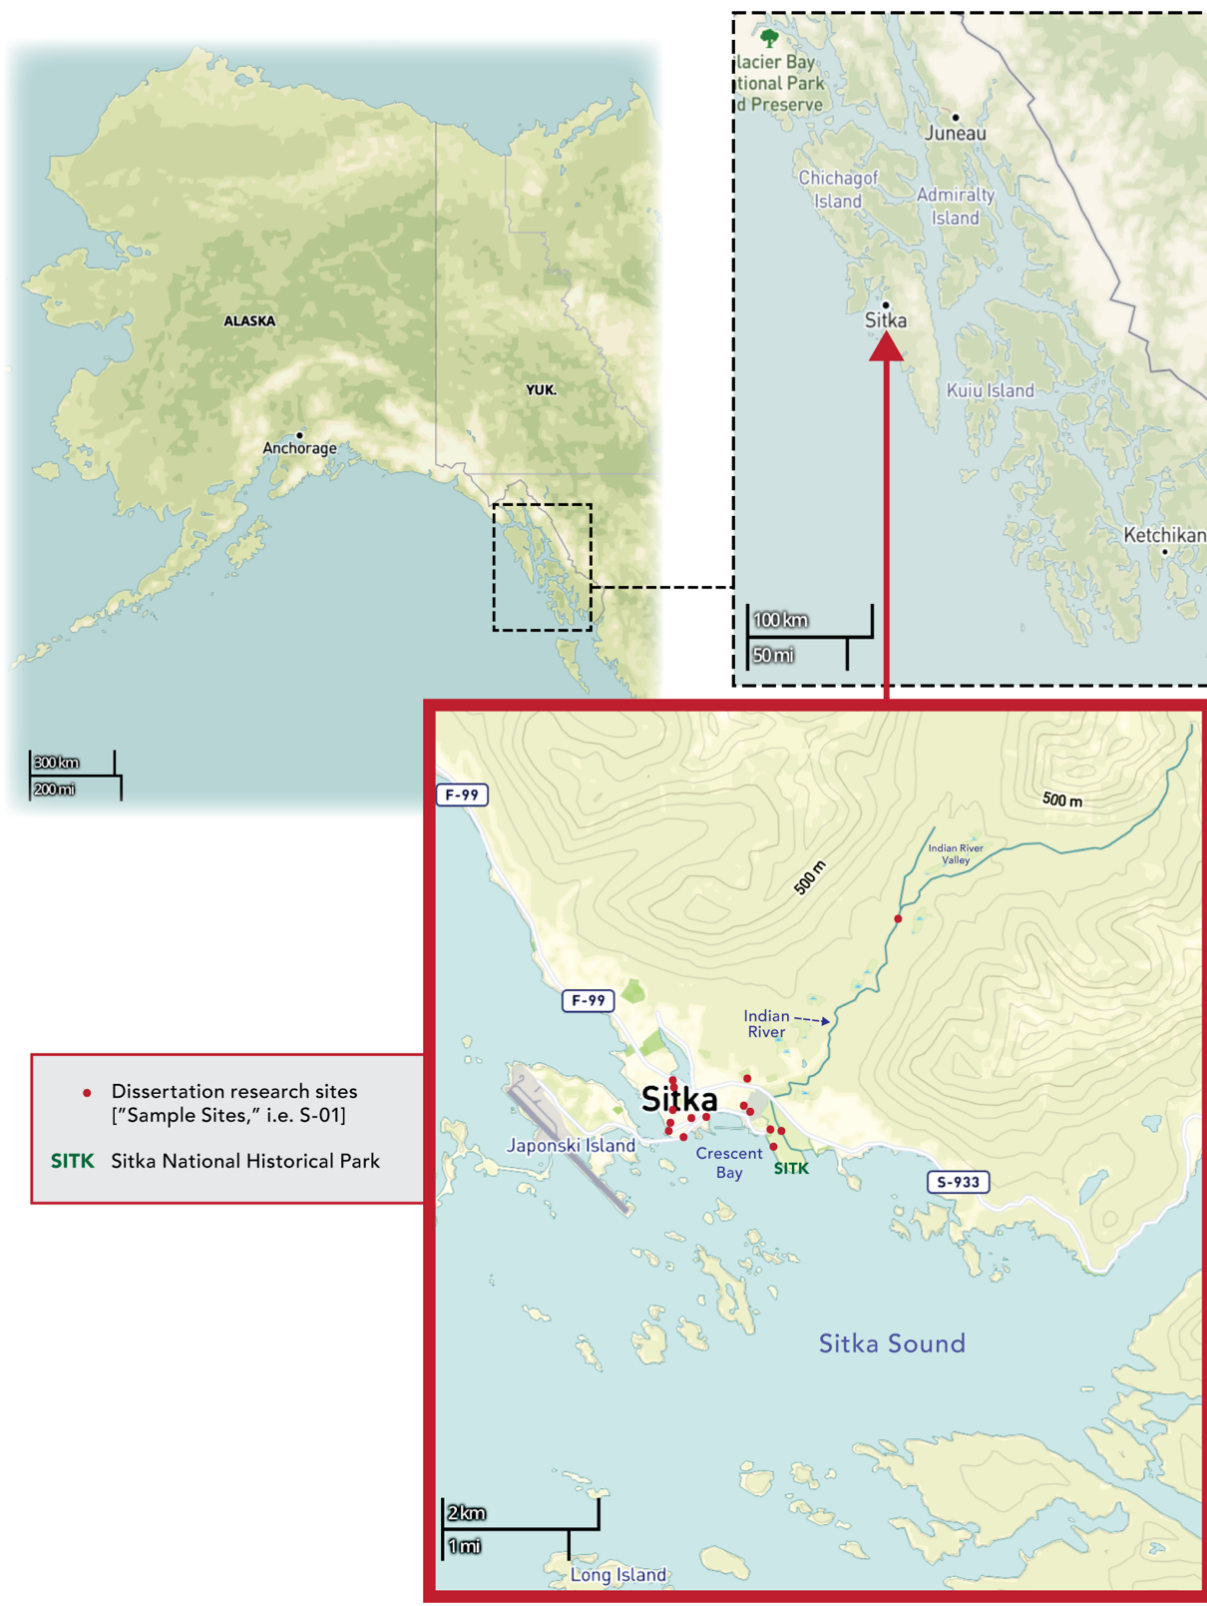 ALASKA
YUK.
Anchorage
300 km
200 mi
lacier Bay
tional Park
d Preserve
Juneau
Chichagof
Island
Admiralty
Island
Sitka
Kuiu Island
Ketchikan
100 km
50 mi
F-99
500 m
Indian River
Valley
500 m
F-99
Indian
River
Sitka
Japonski Island
Crescent
Bay
SITK
S-933
Sitka Sound
2 km
1 mi
Long Island
Dissertation research sites
["Sample Sites," i.e. S-01]
SITK Sitka National Historical Park